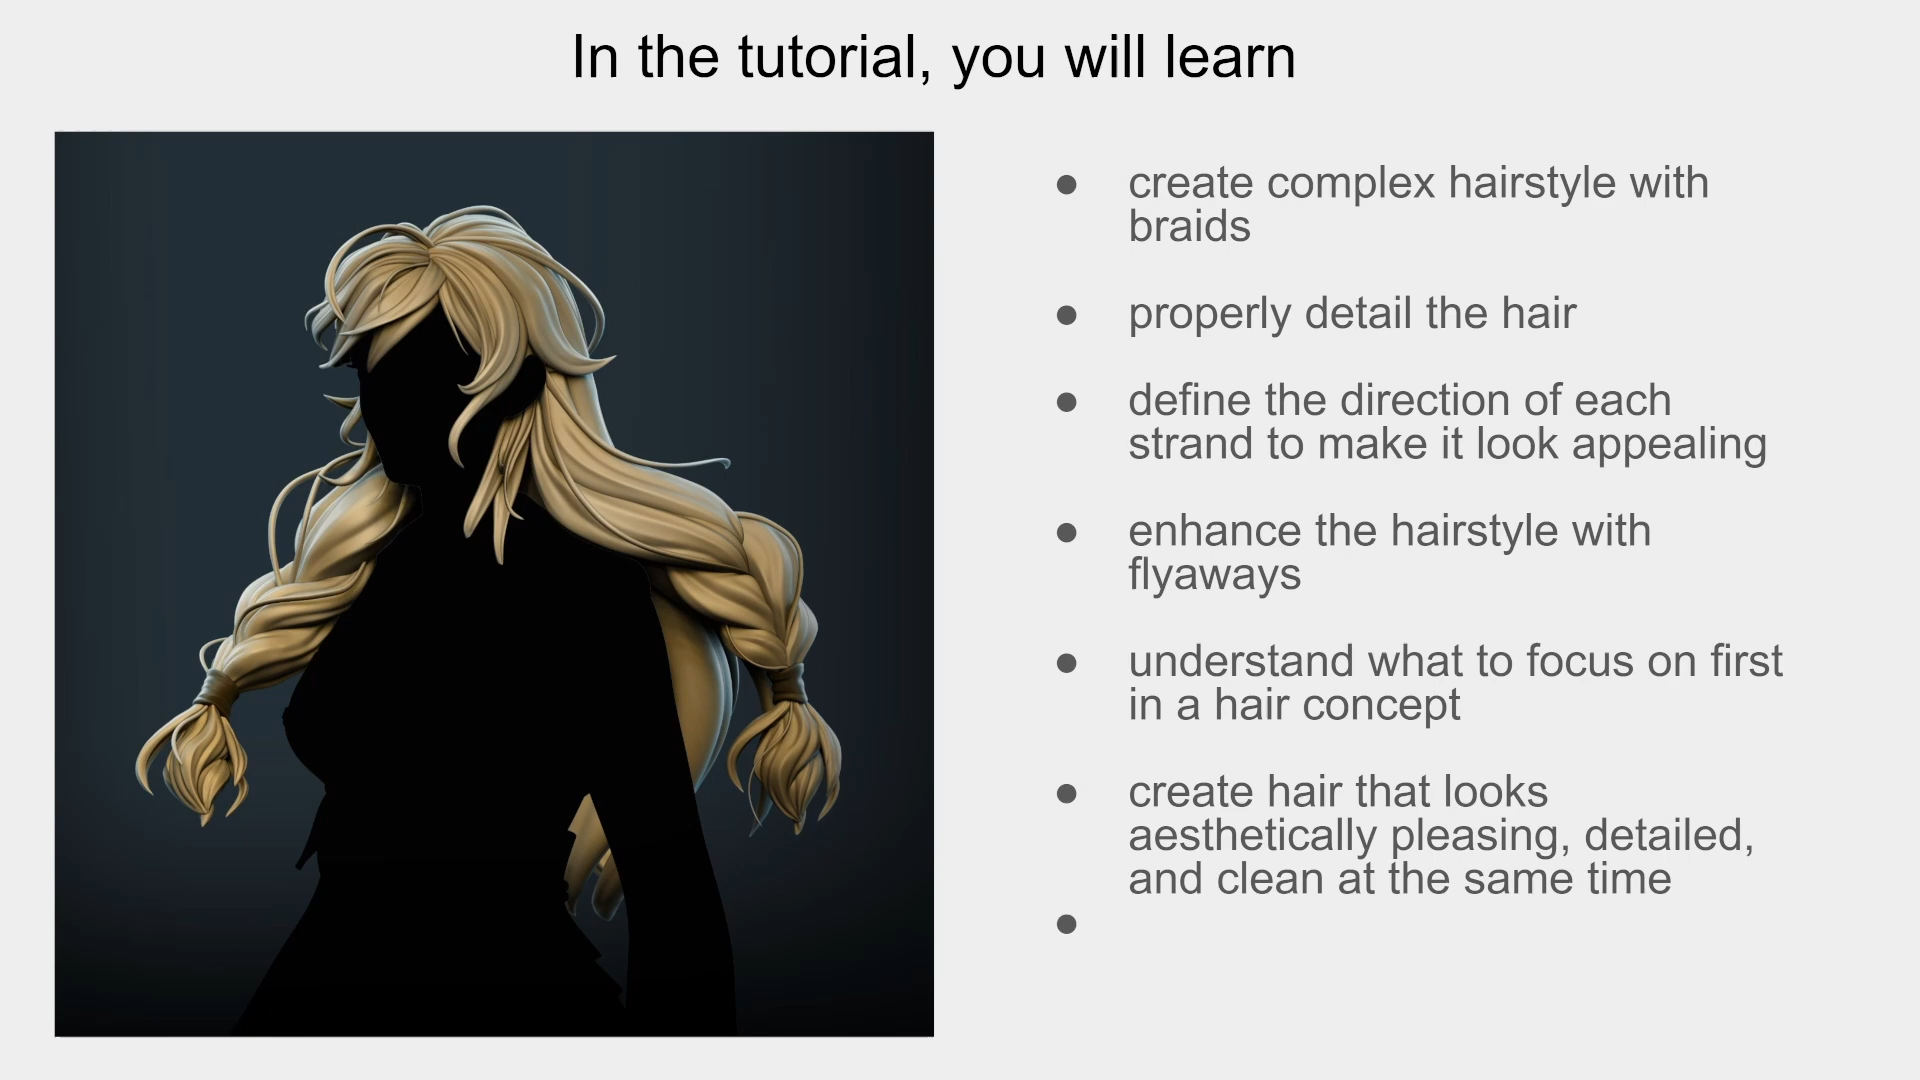 In the tutorial, you will learn
● create complex hairstyle with
braids
● properly detail the hair
● define the direction of each
strand to make it look appealing
● enhance the hairstyle with
flyaways
● understand what to focus on first
in a hair concept
● create hair that looks
aesthetically pleasing, detailed,
and clean at the same time
●